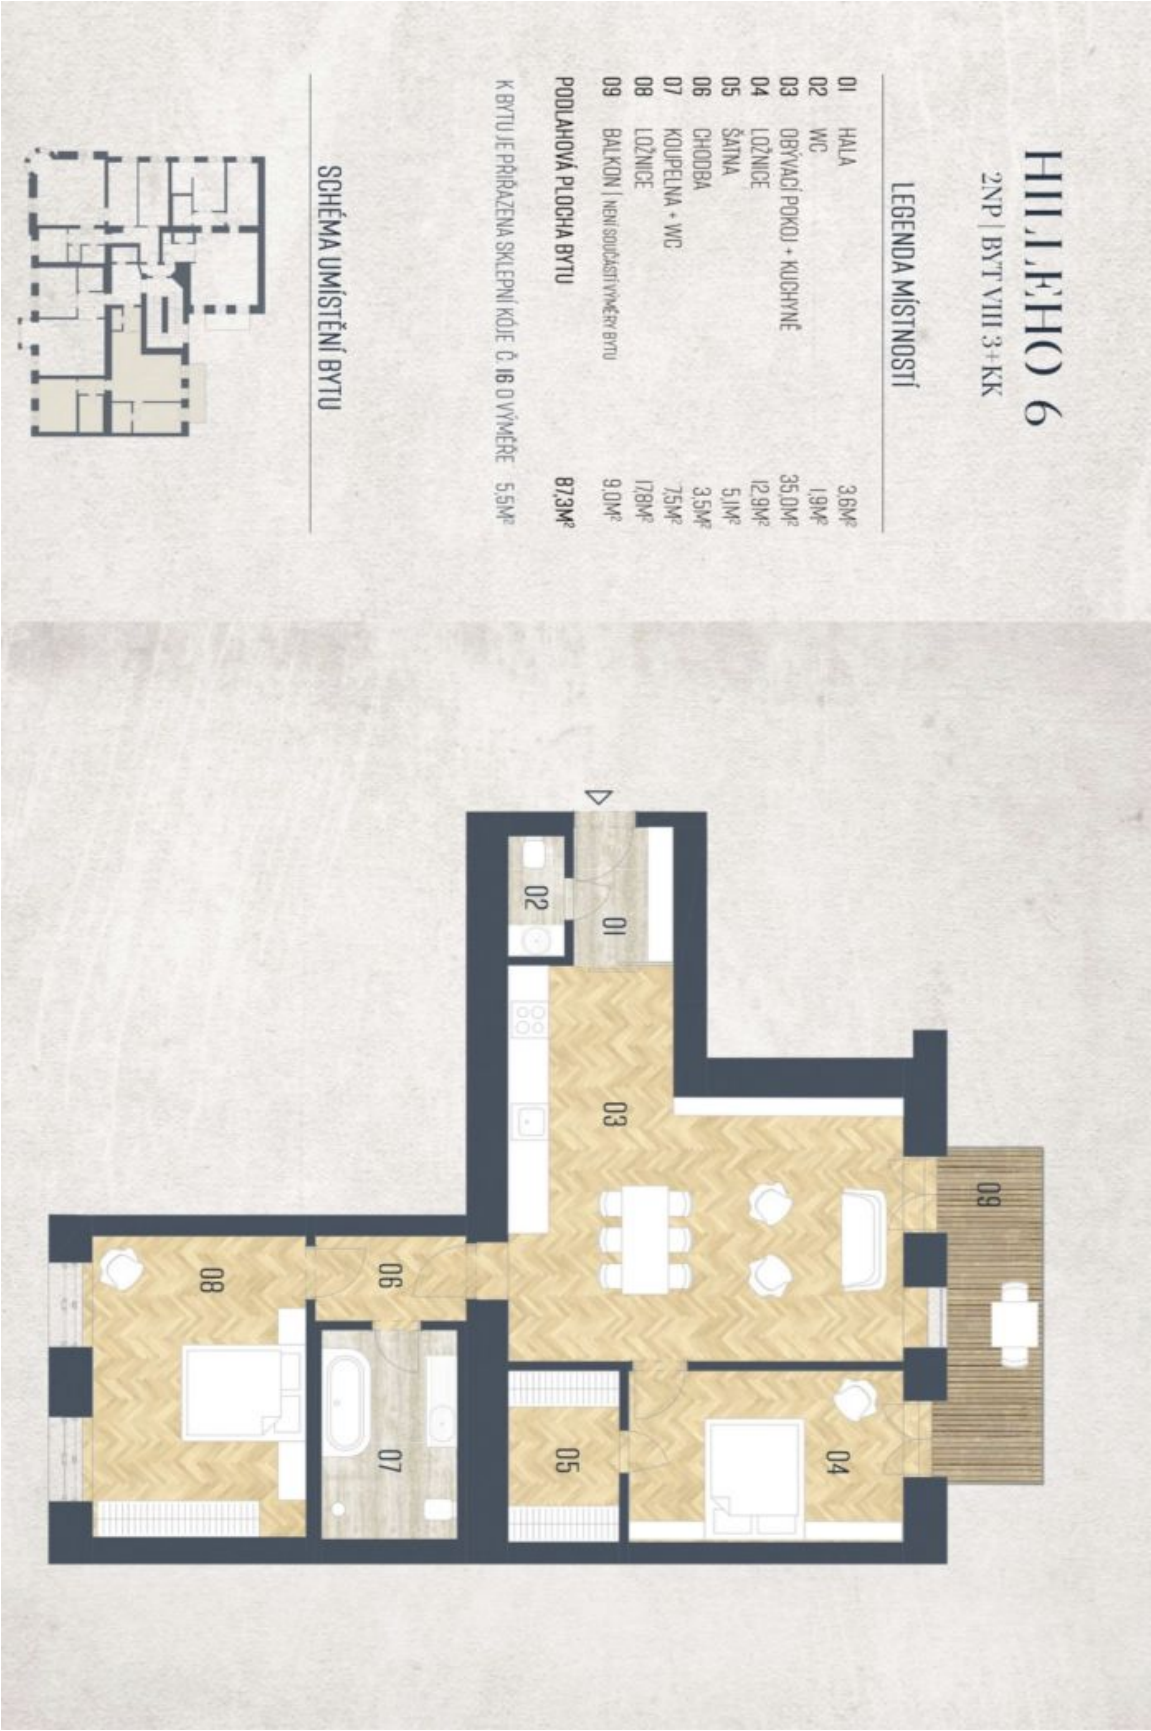 HILLEHO 6
2NP | BYT VIII 3+KK
LEGENDA MÍSTNOSTÍ
01 HALA 3,6M²
02 WC 1,9M²
03 OBÝVACÍ POKOJ + KUCHYNĚ 35,0M²
04 LOŽNICE 12,9M²
05 ŠATNA 5,1M²
06 CHODBA 3,5M²
07 KOUPELNA + WC 7,5M²
08 LOŽNICE 17,8M²
09 BALKON | NENÍ SOUČÁSTÍ VÝMĚRY BYTU 9,0M²
PODLAHOVÁ PLOCHA BYTU 87,3M²
K BYTU JE PŘIŘAZENA SKLEPNÍ KÓJE Č. 16 O VÝMĚŘE 5,5M²
SCHÉMA UMÍSTĚNÍ BYTU
09
04
01
03
05
02
06
07
08